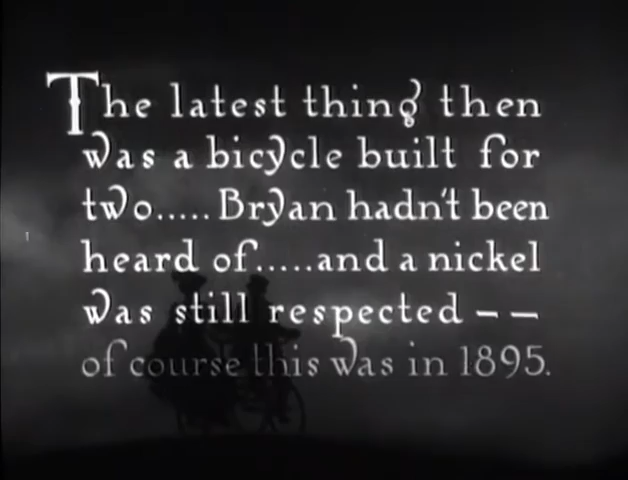 The latest thing then
was a bicycle built for
two.....Bryan hadn't been
heard of.....and a nickel
was still respected — —
of course this was in 1895.